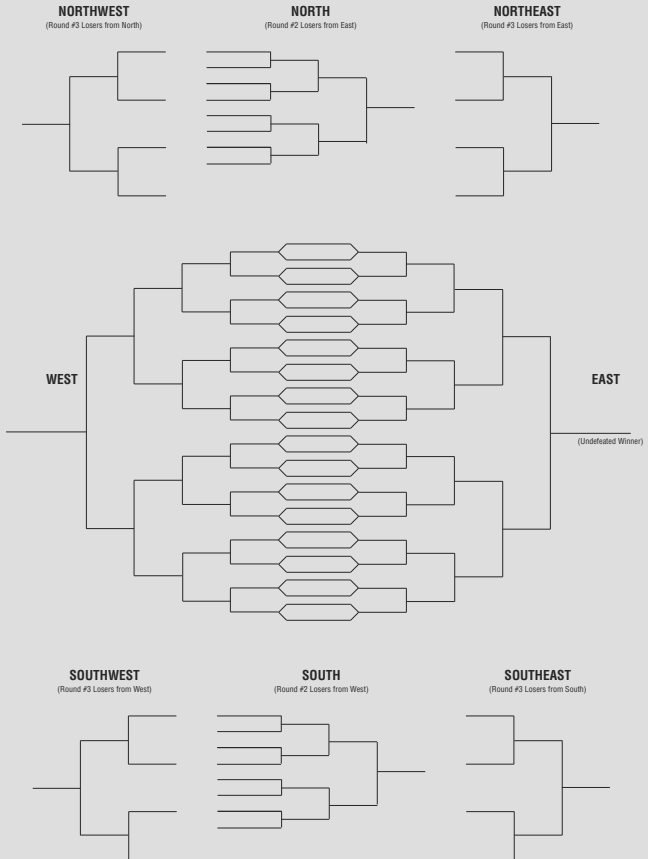 NORTHWEST
(Round #3 Losers from North)
NORTH
(Round #2 Losers from East)
NORTHEAST
(Round #3 Losers from East)
WEST
EAST
(Undefeated Winner)
SOUTHWEST
(Round #3 Losers from West)
SOUTH
(Round #2 Losers from West)
SOUTHEAST
(Round #3 Losers from South)